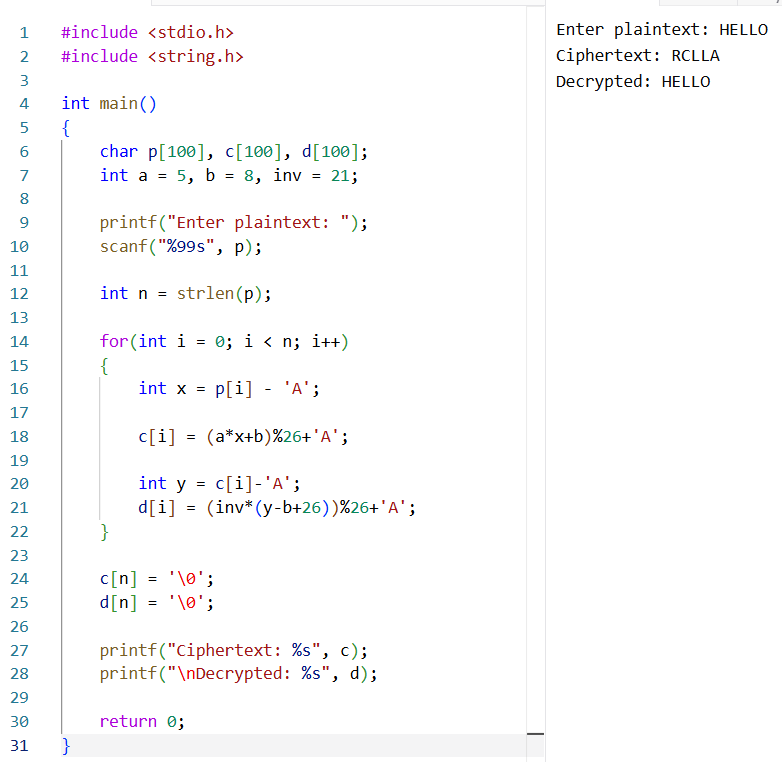 1 #include <stdio.h>
2 #include <string.h>
3
4 int main()
5 {
6     char p[100], c[100], d[100];
7     int a = 5, b = 8, inv = 21;
8
9     printf("Enter plaintext: ");
10     scanf("%99s", p);
11
12     int n = strlen(p);
13
14     for(int i = 0; i < n; i++)
15     {
16         int x = p[i] - 'A';
17
18         c[i] = (a*x+b)%26+'A';
19
20         int y = c[i]-'A';
21         d[i] = (inv*(y-b+26))%26+'A';
22     }
23
24     c[n] = '\0';
25     d[n] = '\0';
26
27     printf("Ciphertext: %s", c);
28     printf("\nDecrypted: %s", d);
29
30     return 0;
31 }
Enter plaintext: HELLO
Ciphertext: RCLLA
Decrypted: HELLO